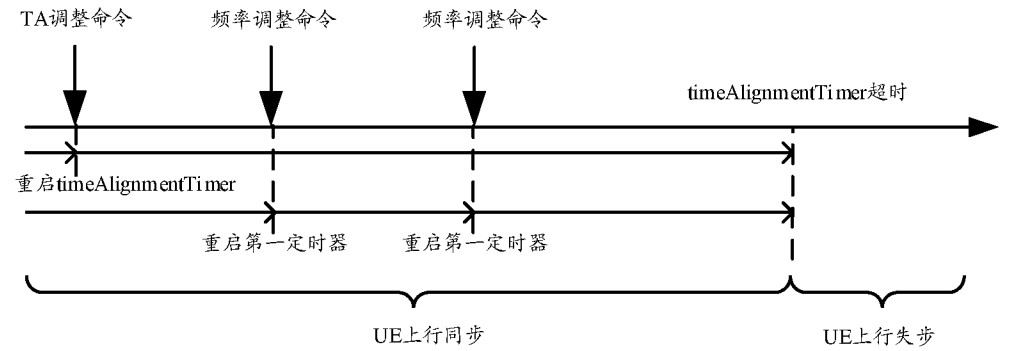 TA调整命令 频率调整命令 频率调整命令
timeAlignmentTimer超时
重启timeAlignmentTimer
重启第一定时器 重启第一定时器
UE上行同步 UE上行失步